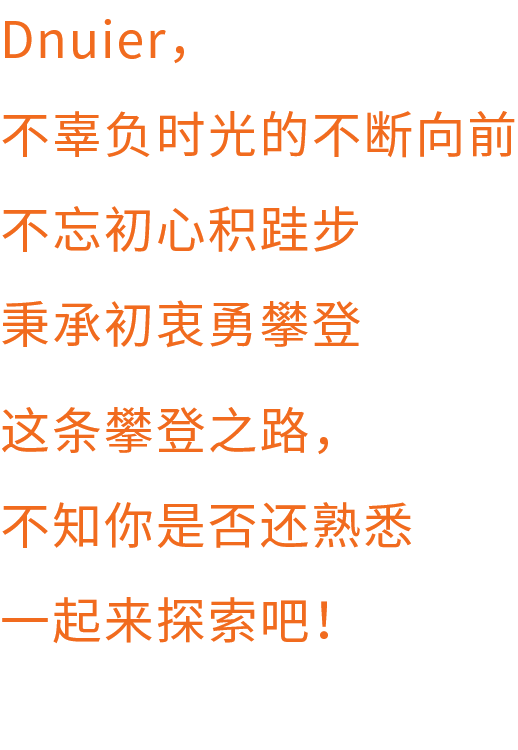 Dnuier，
不辜负时光的不断向前
不忘初心积跬步
秉承初衷勇攀登
这条攀登之路，
不知你是否还熟悉
一起来探索吧！